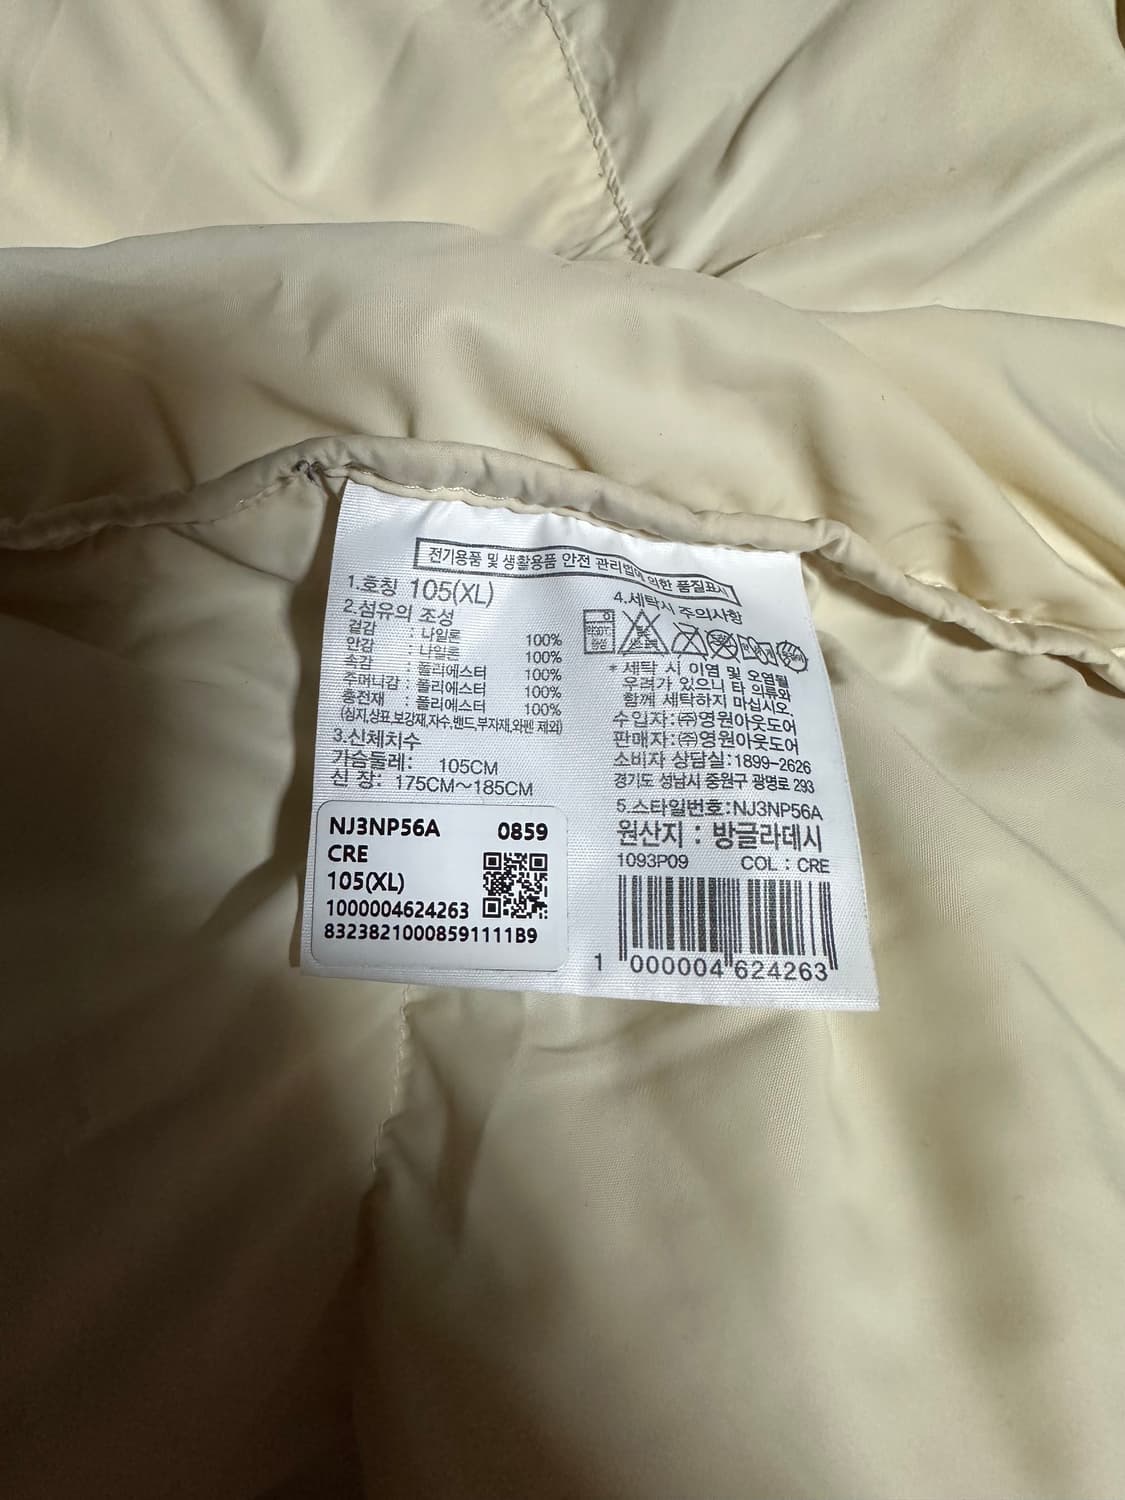 전기용품 및 생활용품 안전 관리법에 의한 품질표시
1.호칭 105(XL)
2.섬유의 조성
겉감 : 나일론 100%
안감 : 나일론 100%
속감 : 폴리에스터 100%
주머니감 : 폴리에스터 100%
충전재 : 폴리에스터 100%
(심지,상표,보강재,자수,밴드,부자재,와펜 제외)
3.신체치수
가슴둘레: 105CM
신 장: 175CM~185CM
4.세탁시 주의사항
* 세탁 시 이염 및 오염될
우려가 있으니 타 의류와
함께 세탁하지 마십시오.
수입자:㈜영원아웃도어
판매자:㈜영원아웃도어
소비자 상담실:1899-2626
경기도 성남시 중원구 광명로 293
5.스타일번호:NJ3NP56A
원산지 : 방글라데시
1093P09 COL : CRE
1 000004 624263
NJ3NP56A 0859
CRE
105(XL)
1000004624263
83238210008591111B9